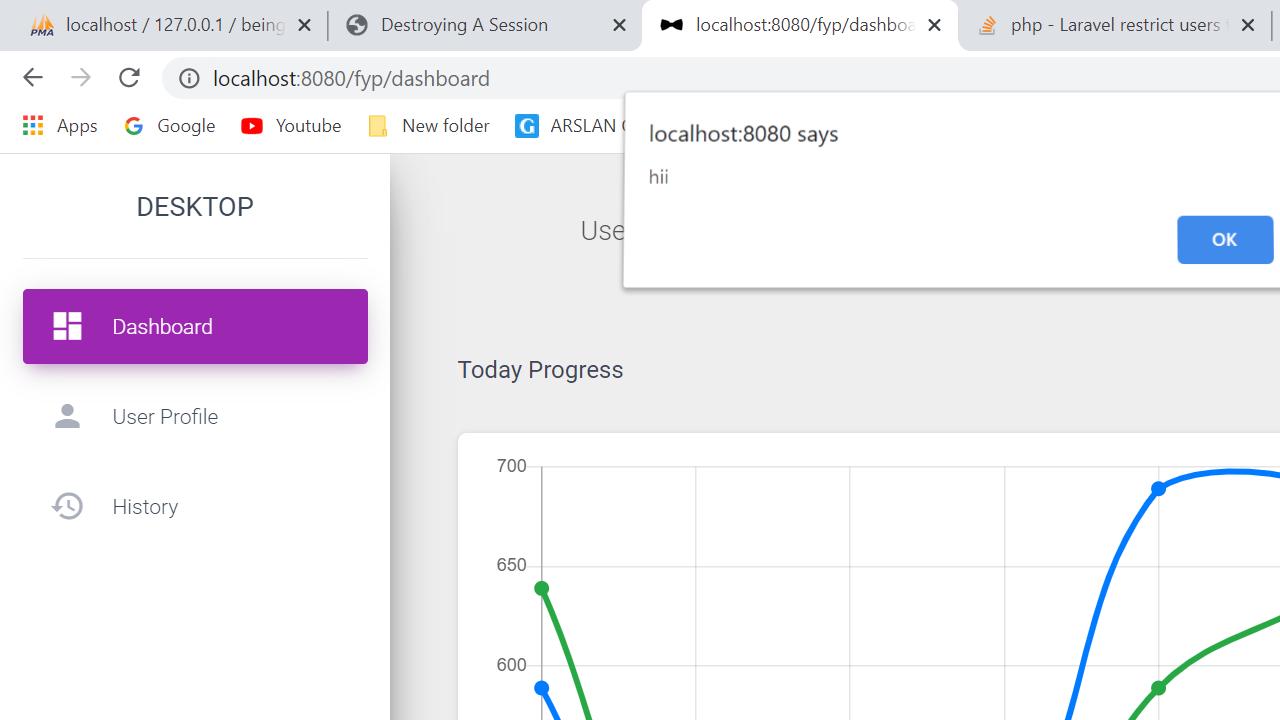 localhost / 127.0.0.1 / being
Destroying A Session
localhost:8080/fyp/dashboa
php - Laravel restrict users
localhost:8080/fyp/dashboard
Apps
Google
Youtube
New folder
ARSLAN
localhost:8080 says
hii
OK
DESKTOP
Use
Dashboard
User Profile
History
Today Progress
700
650
600
PMA